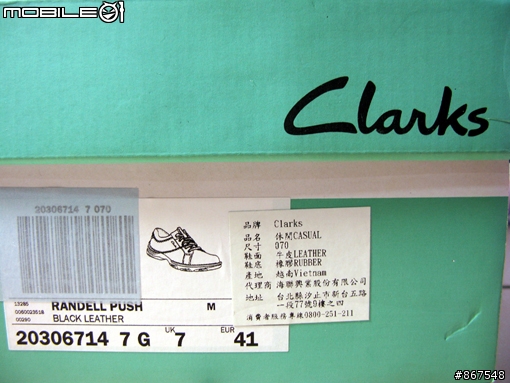 MOBILE01
Clarks
20306714 7 070
13285
0060023518
00260
RANDELL PUSH
M
BLACK LEATHER
20306714 7 G
UK
7
EUR
41
品牌 Clarks
品名 休閒CASUAL
尺寸 070
鞋面 牛皮LEATHER
鞋底 橡膠RUBBER
產地 越南Vietnam
代理商 海聯興業股份有限公司
地址 台北縣汐止市新台五路
一段77號9樓之四
消費者服務專線0800-251-211
#867548